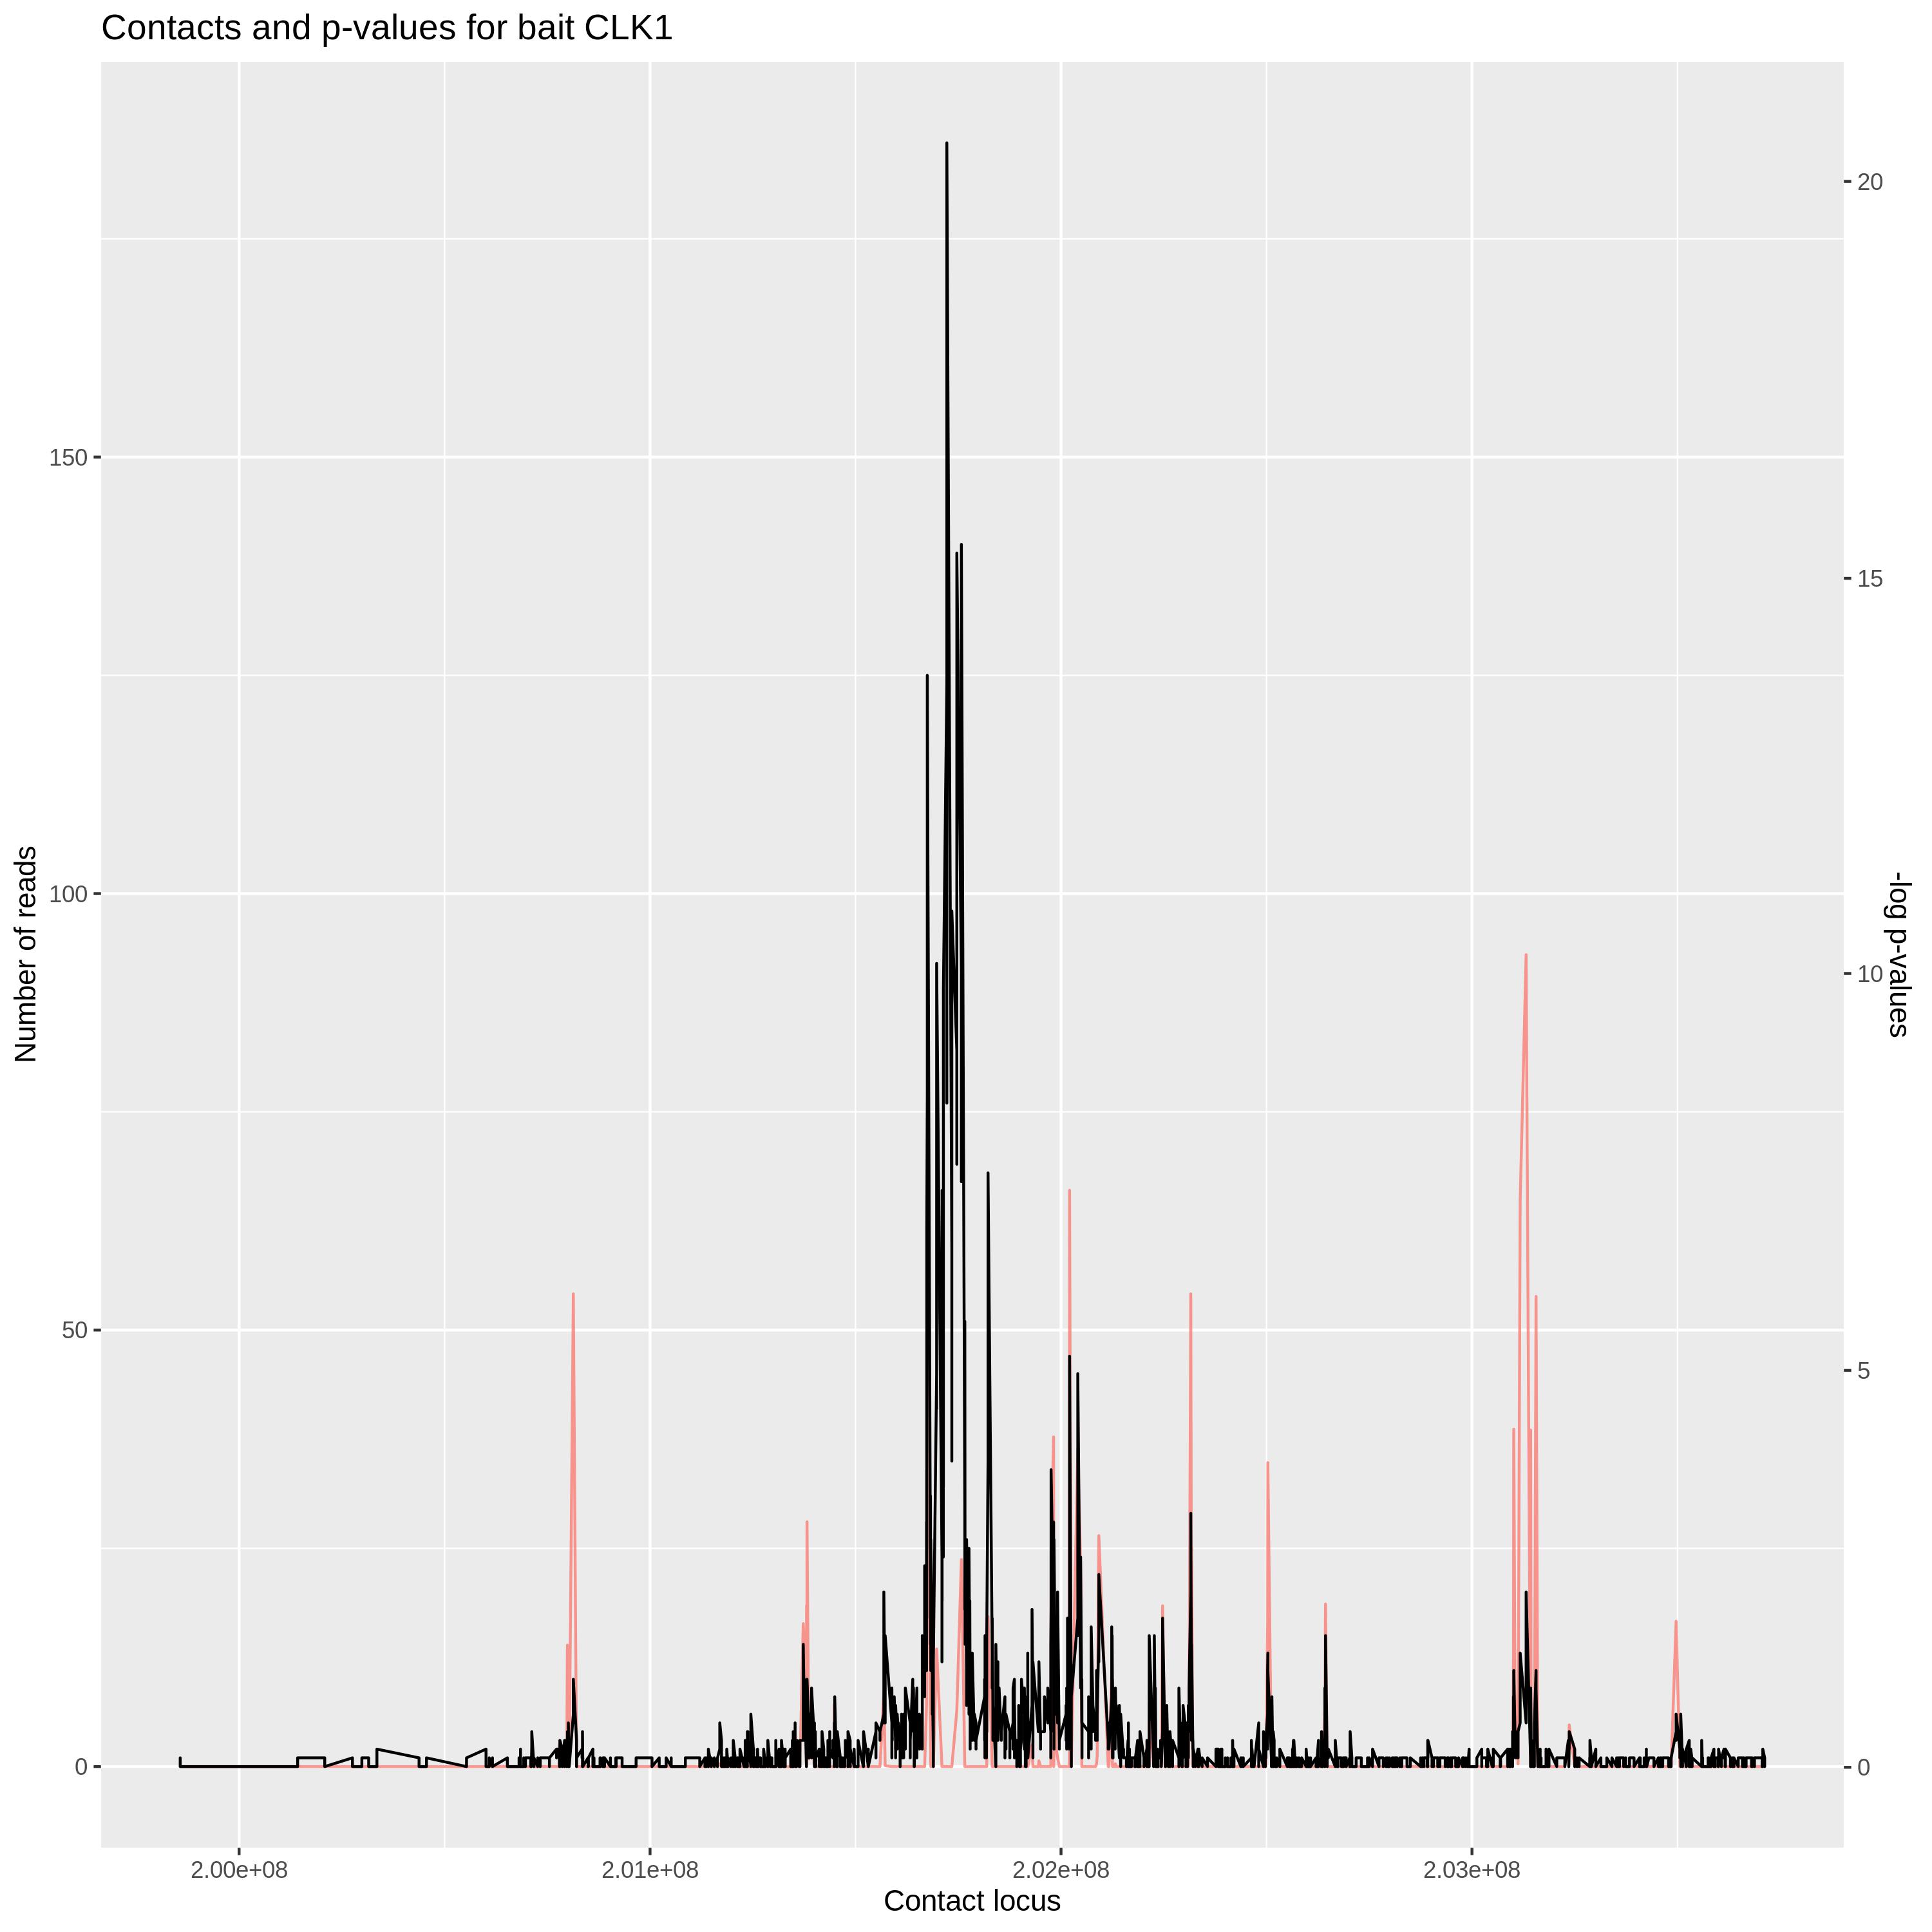 Contacts and p-values for bait CLK1
20
150
15
100
10
Number of reads
-log p-values
50
5
0
0
2.00e+08
2.01e+08
2.02e+08
2.03e+08
Contact locus